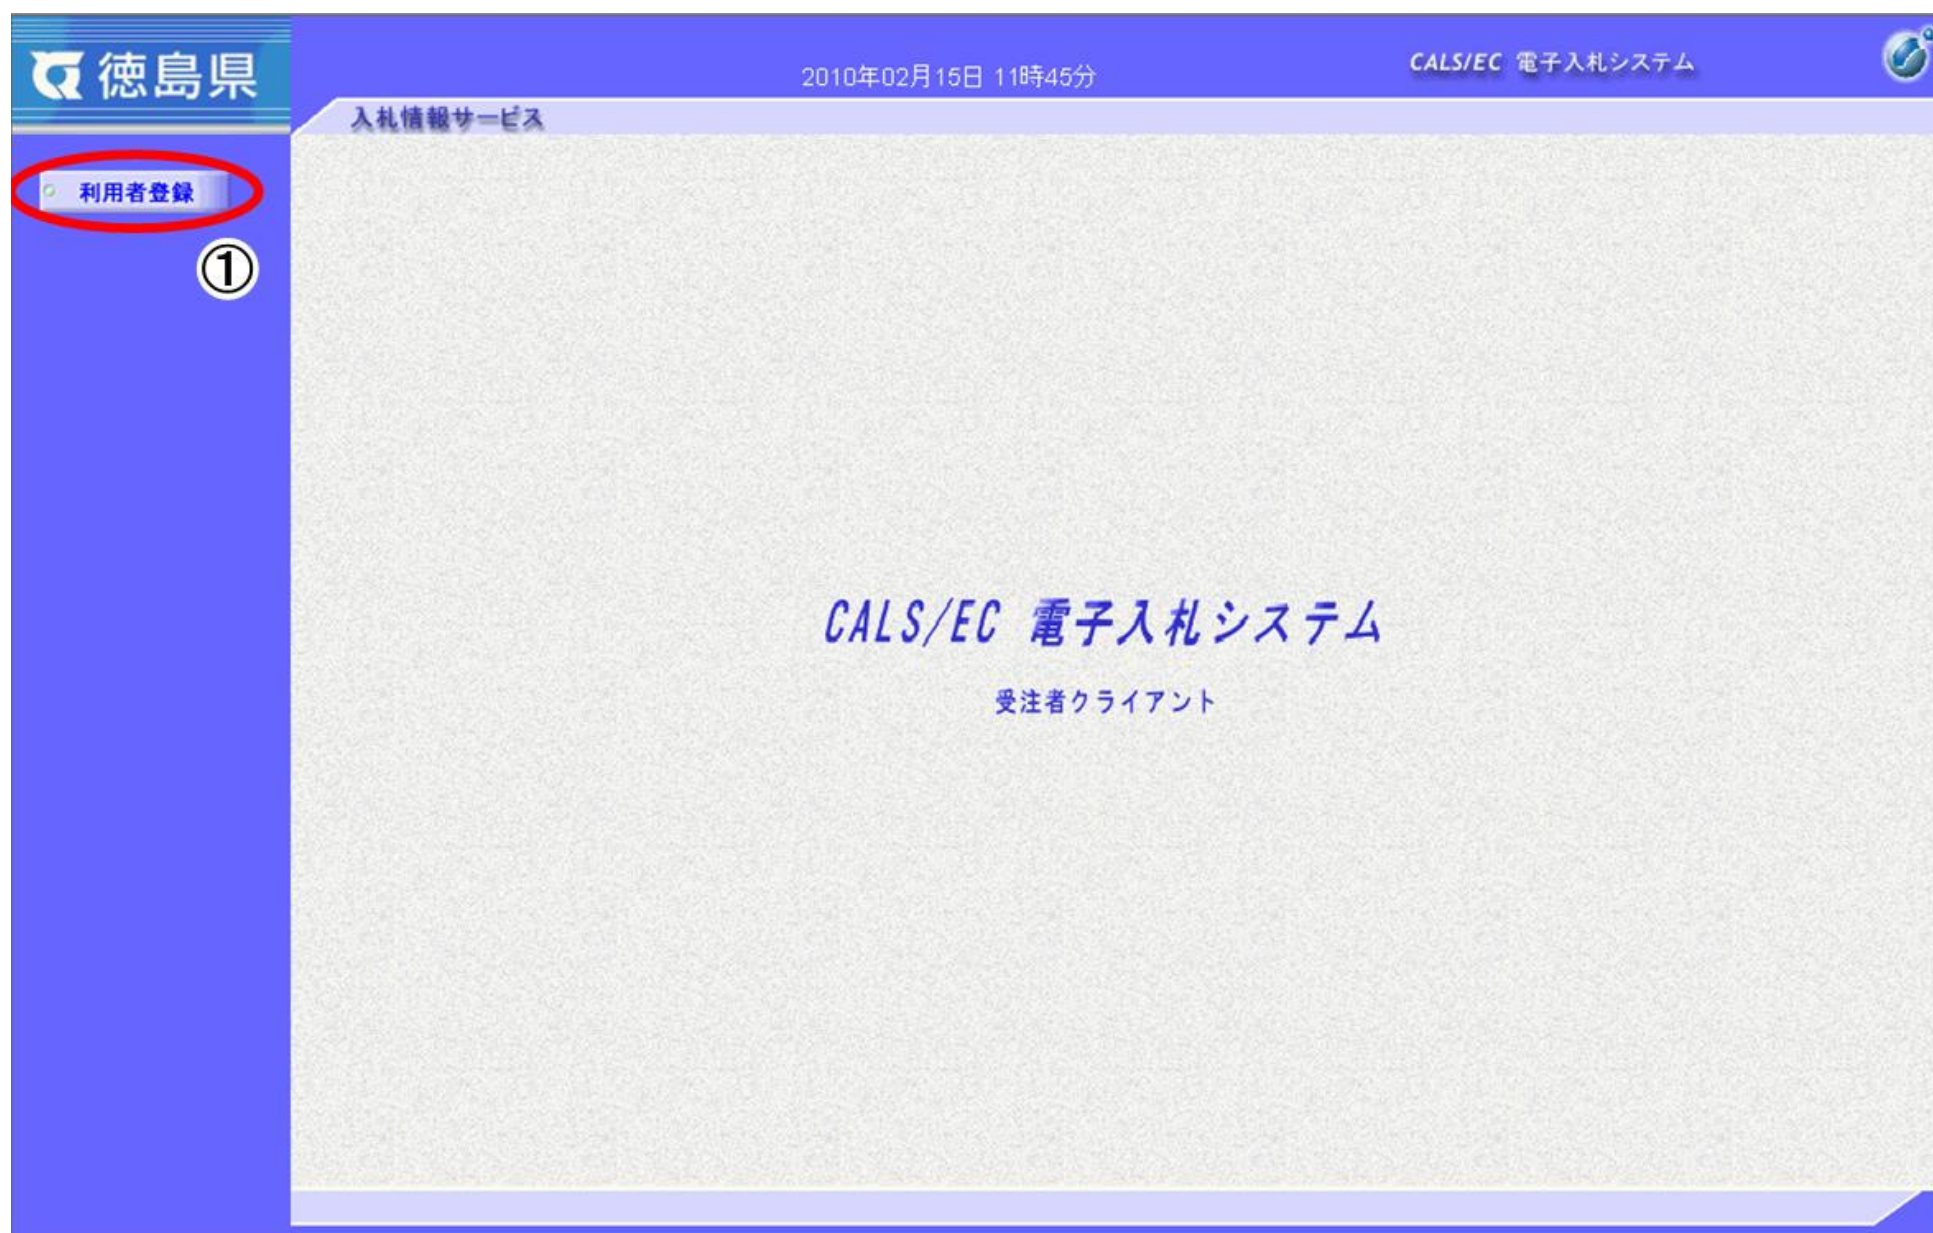 徳島県
2010年02月15日 11時45分
CALS/EC 電子入札システム
入札情報サービス
利用者登録
①
CALS/EC 電子入札システム
受注者クライアント